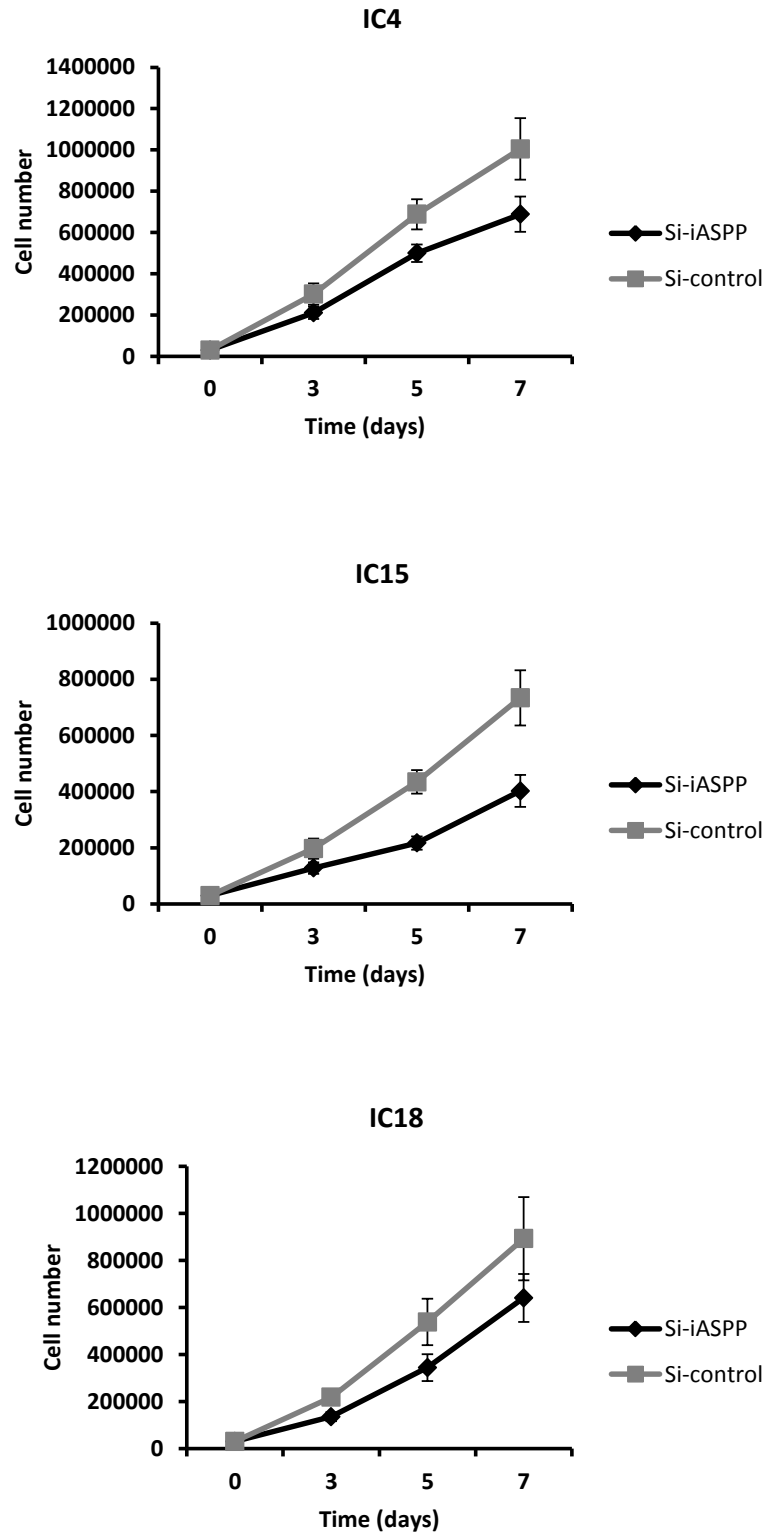 IC4
1400000
1200000
1000000
800000
600000
400000
200000
0
Cell number
0 3 5 7
Time (days)
Si-iASPP
Si-control
IC15
1000000
800000
600000
400000
200000
0
Cell number
0 3 5 7
Time (days)
Si-iASPP
Si-control
IC18
1200000
1000000
800000
600000
400000
200000
0
Cell number
0 3 5 7
Time (days)
Si-iASPP
Si-control